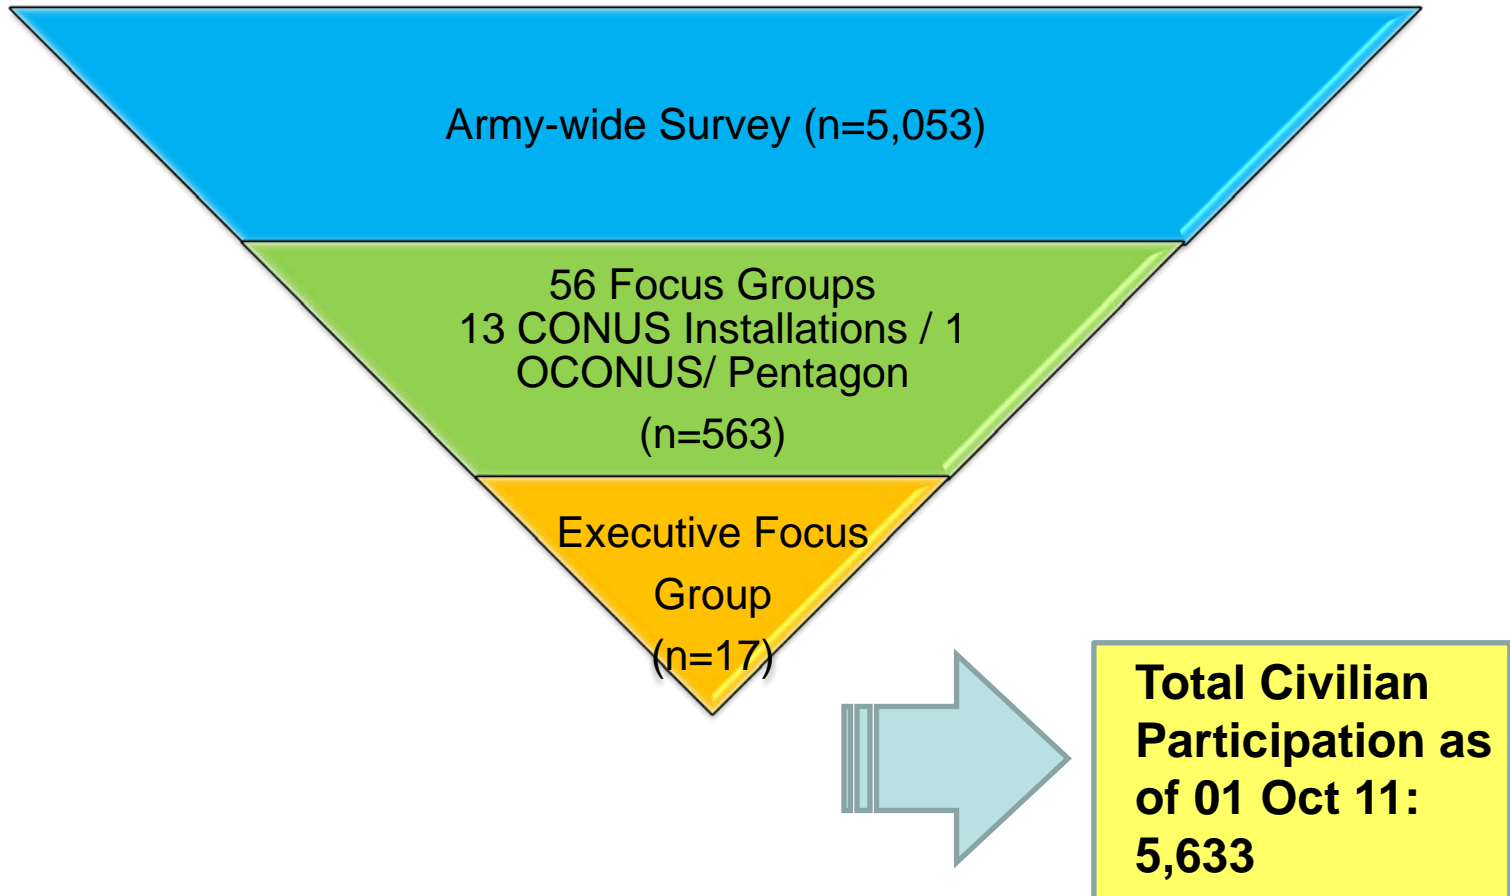 Army-wide Survey (n=5,053)
56 Focus Groups
13 CONUS Installations / 1
OCONUS/ Pentagon
(n=563)
Executive Focus
Group
(n=17)
Total Civilian
Participation as
of 01 Oct 11:
5,633